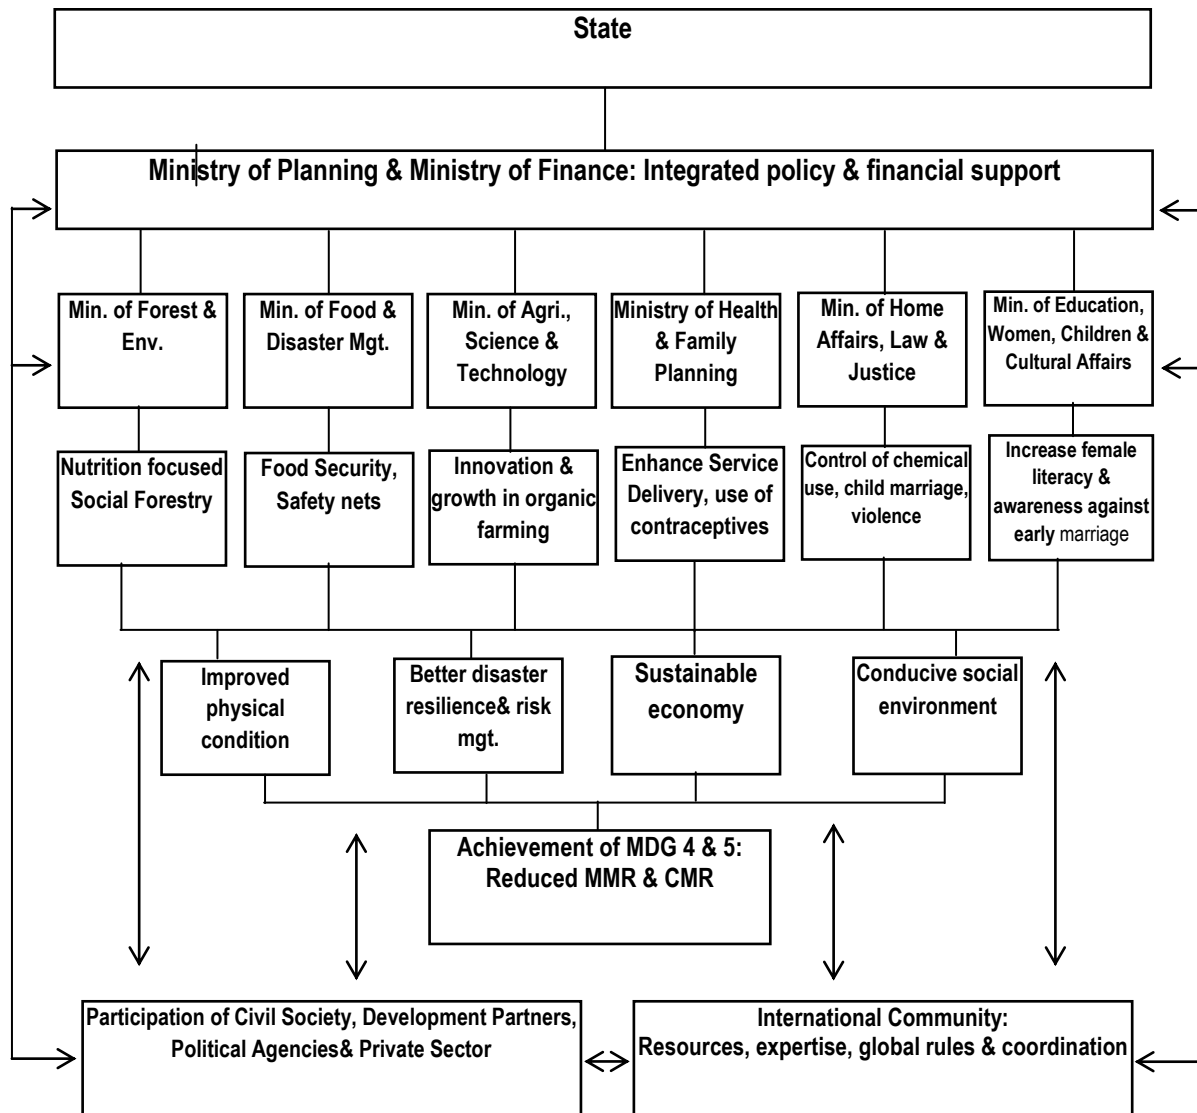 State
Ministry of Planning & Ministry of Finance: Integrated policy & financial support
Min. of Forest &
Env.
Min. of Food &
Disaster Mgt.
Min. of Agri.,
Science &
Technology
Ministry of Health
& Family
Planning
Min. of Home
Affairs, Law &
Justice
Min. of Education,
Women, Children &
Cultural Affairs
Nutrition focused
Social Forestry
Food Security,
Safety nets
Innovation &
growth in organic
farming
Enhance Service
Delivery, use of
contraceptives
Control of chemical
use, child marriage,
violence
Increase female
literacy &
awareness against
early marriage
Improved
physical
condition
Better disaster
resilience& risk
mgt.
Sustainable
economy
Conducive social
environment
Achievement of MDG 4 & 5:
Reduced MMR & CMR
Participation of Civil Society, Development Partners,
Political Agencies& Private Sector
International Community:
Resources, expertise, global rules & coordination